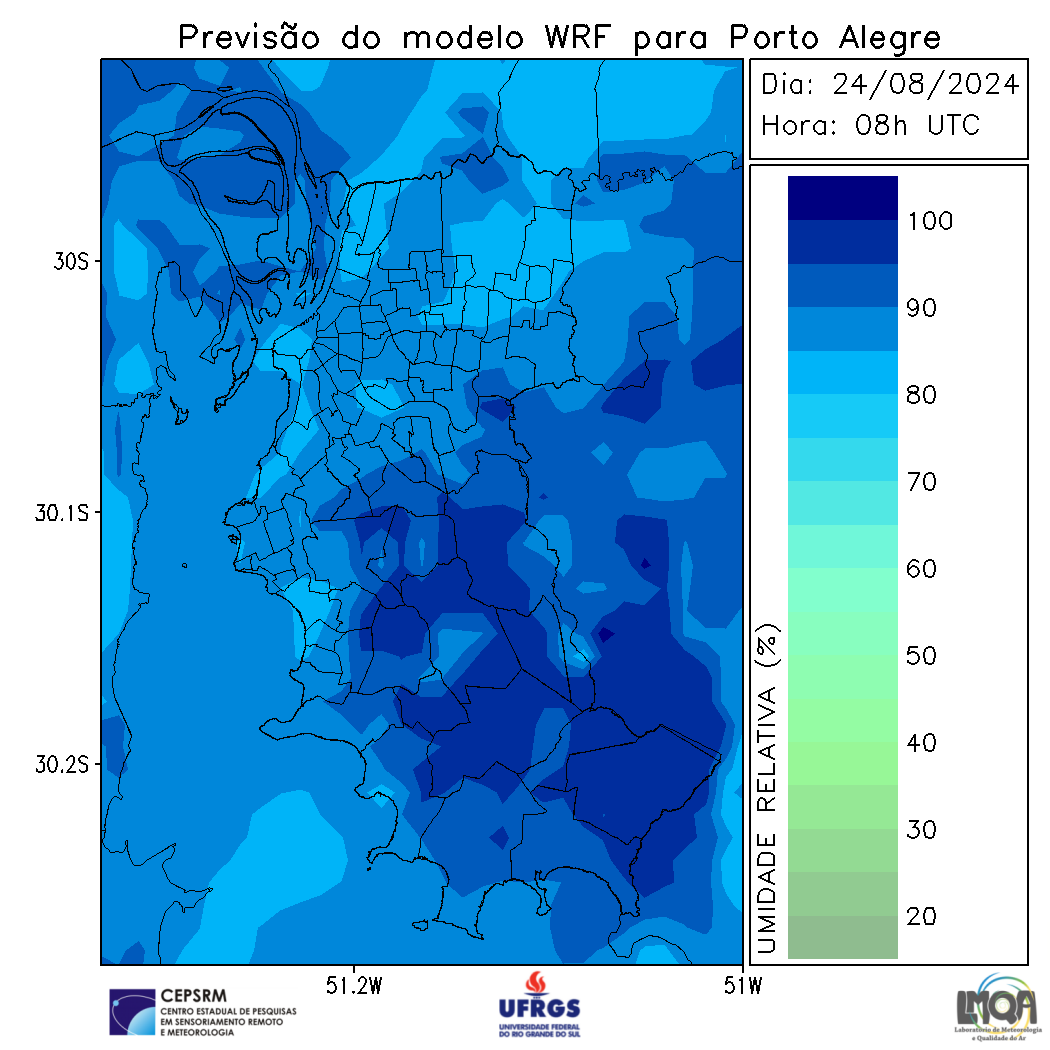 Previsão do modelo WRF para Porto Alegre
Dia: 24/08/2024
Hora: 08h UTC
30S
30.1S
30.2S
51.2W
51W
100
90
80
70
60
50
40
30
20
UMIDADE RELATIVA (%)
CEPSRM
CENTRO ESTADUAL DE PESQUISAS
EM SENSORIAMENTO REMOTO
E METEOROLOGIA
UFRGS
UNIVERSIDADE FEDERAL
DO RIO GRANDE DO SUL
LMQA
Laboratório de Meteorologia
e Qualidade do Ar